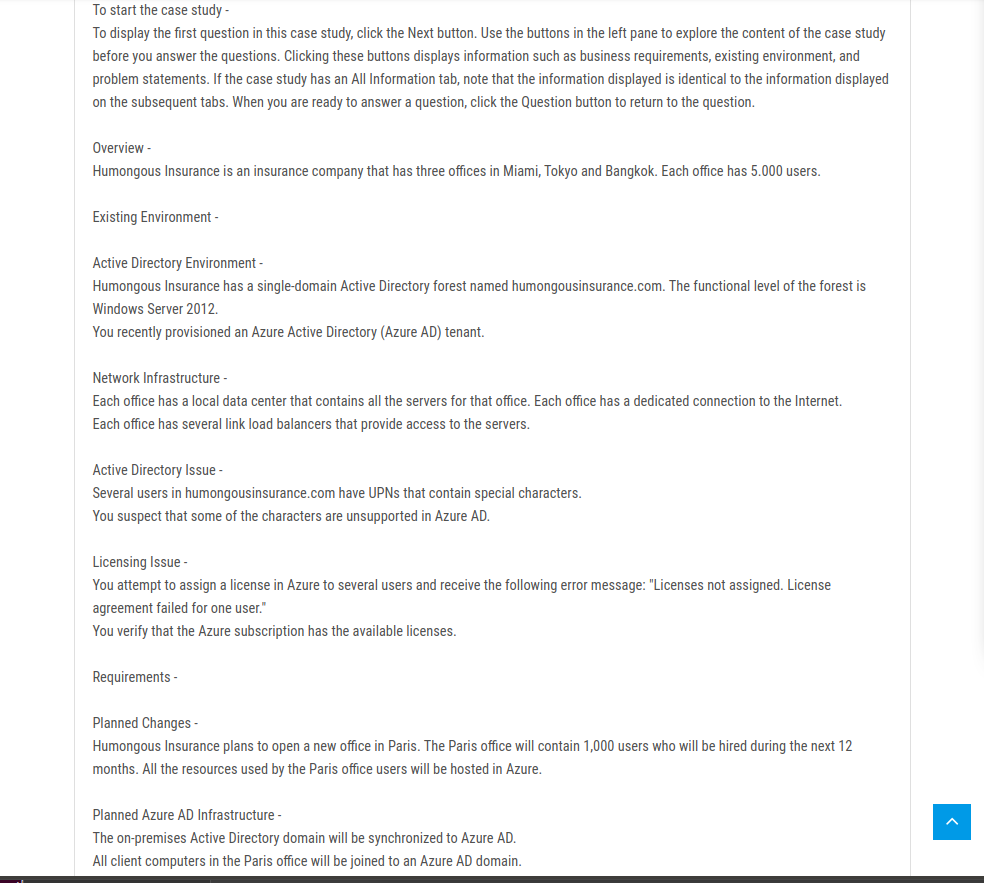 To start the case study -
To display the first question in this case study, click the Next button. Use the buttons in the left pane to explore the content of the case study
before you answer the questions. Clicking these buttons displays information such as business requirements, existing environment, and
problem statements. If the case study has an All Information tab, note that the information displayed is identical to the information displayed
on the subsequent tabs. When you are ready to answer a question, click the Question button to return to the question.
Overview -
Humongous Insurance is an insurance company that has three offices in Miami, Tokyo and Bangkok. Each office has 5.000 users.
Existing Environment -
Active Directory Environment -
Humongous Insurance has a single-domain Active Directory forest named humongousinsurance.com. The functional level of the forest is
Windows Server 2012.
You recently provisioned an Azure Active Directory (Azure AD) tenant.
Network Infrastructure -
Each office has a local data center that contains all the servers for that office. Each office has a dedicated connection to the Internet.
Each office has several link load balancers that provide access to the servers.
Active Directory Issue -
Several users in humongousinsurance.com have UPNs that contain special characters.
You suspect that some of the characters are unsupported in Azure AD.
Licensing Issue -
You attempt to assign a license in Azure to several users and receive the following error message: "Licenses not assigned. License
agreement failed for one user."
You verify that the Azure subscription has the available licenses.
Requirements -
Planned Changes -
Humongous Insurance plans to open a new office in Paris. The Paris office will contain 1,000 users who will be hired during the next 12
months. All the resources used by the Paris office users will be hosted in Azure.
Planned Azure AD Infrastructure -
The on-premises Active Directory domain will be synchronized to Azure AD.
All client computers in the Paris office will be joined to an Azure AD domain.